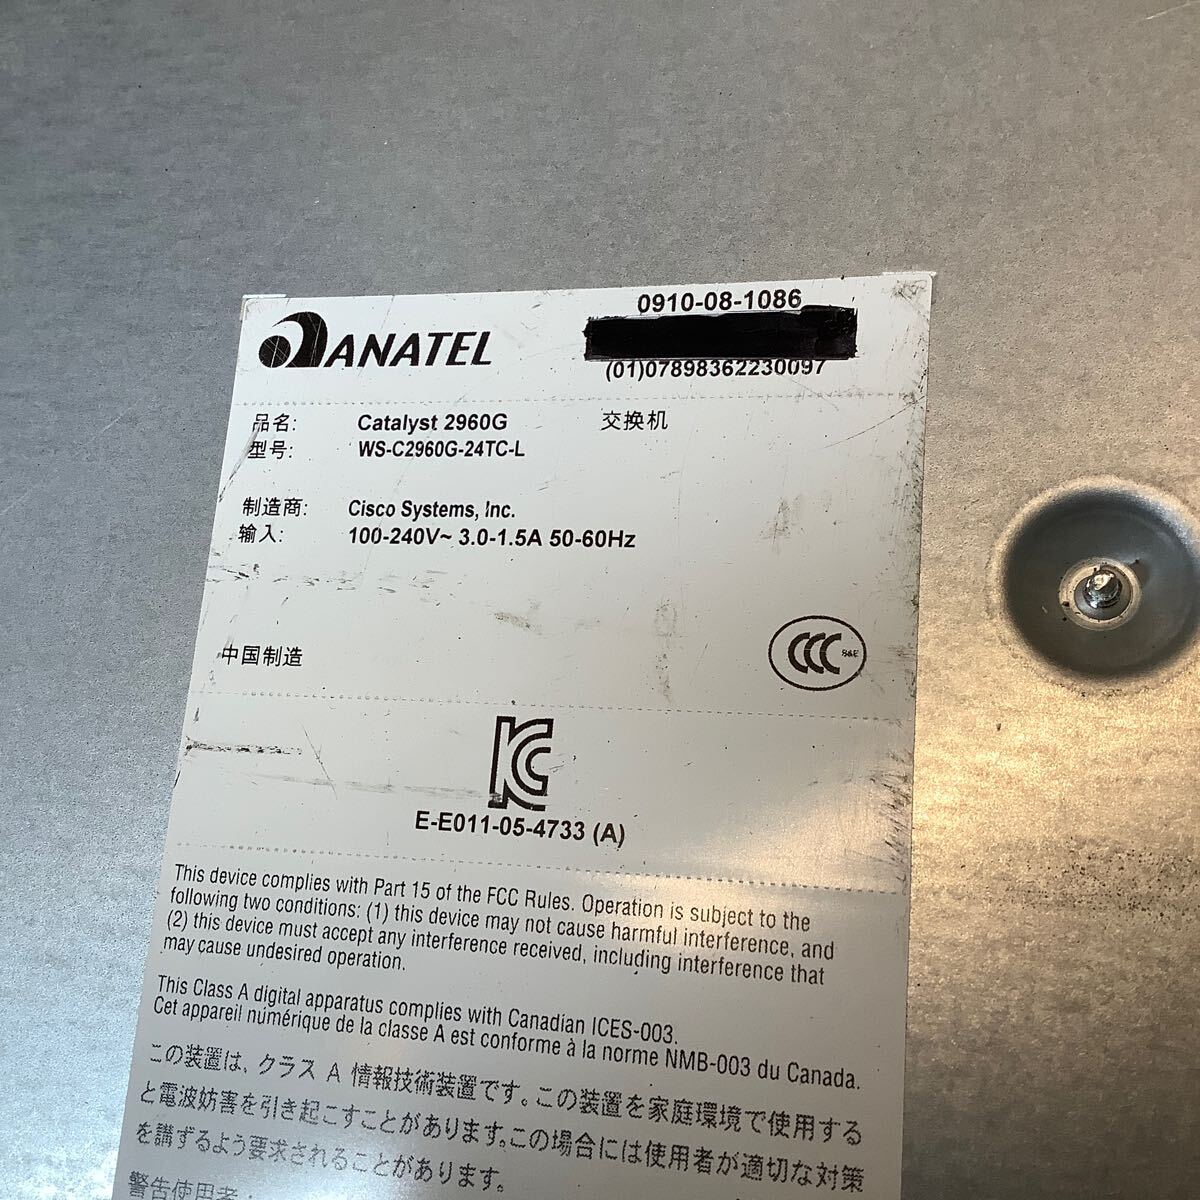 ANATEL
0910-08-1086
(01)07898362230097
品名: Catalyst 2960G 交换机
型号: WS-C2960G-24TC-L
制造商: Cisco Systems, Inc.
输入: 100-240V~ 3.0-1.5A 50-60Hz
中国制造
CCC S&E
KC
E-E011-05-4733 (A)
This device complies with Part 15 of the FCC Rules. Operation is subject to the
following two conditions: (1) this device may not cause harmful interference, and
(2) this device must accept any interference received, including interference that
may cause undesired operation.
This Class A digital apparatus complies with Canadian ICES-003.
Cet appareil numérique de la classe A est conforme à la norme NMB-003 du Canada.
この装置は、クラス A 情報技術装置です。この装置を家庭環境で使用する
と電波妨害を引き起こすことがあります。この場合には使用者が適切な対策
を講ずるよう要求されることがあります。
警告使用者: